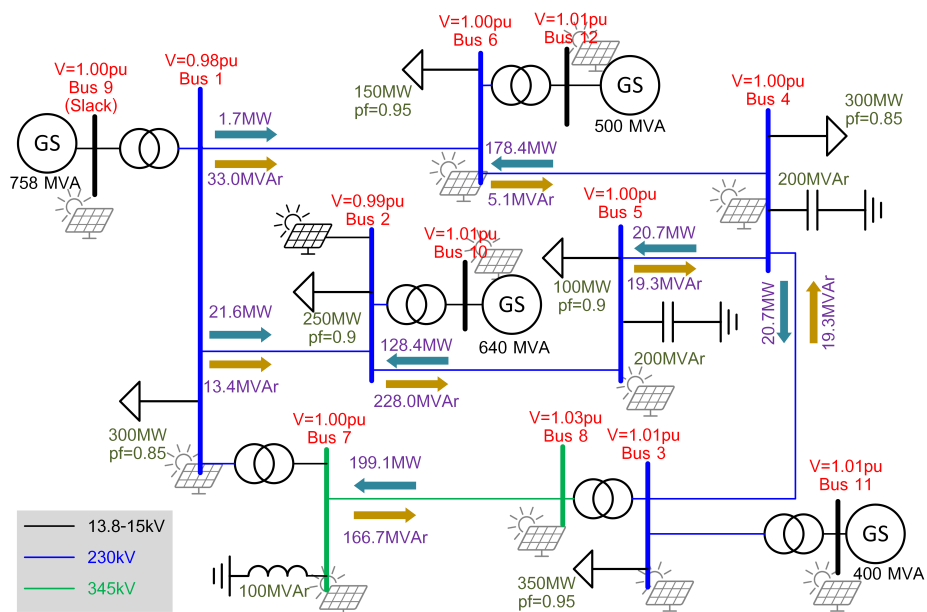 V=1.00pu
Bus 9
(Slack)
GS
758 MVA
V=0.98pu
Bus 1
1.7MW
33.0MVAr
V=1.00pu
Bus 6
150MW
pf=0.95
V=1.01pu
Bus 12
GS
500 MVA
178.4MW
5.1MVAr
V=1.00pu
Bus 4
300MW
pf=0.85
200MVAr
V=0.99pu
Bus 2
250MW
pf=0.9
V=1.01pu
Bus 10
GS
640 MVA
V=1.00pu
Bus 5
100MW
pf=0.9
20.7MW
19.3MVAr
200MVAr
20.7MW
19.3MVAr
21.6MW
13.4MVAr
128.4MW
228.0MVAr
300MW
pf=0.85
V=1.00pu
Bus 7
199.1MW
166.7MVAr
100MVAr
V=1.03pu
Bus 8
V=1.01pu
Bus 3
350MW
pf=0.95
V=1.01pu
Bus 11
GS
400 MVA
13.8-15kV
230kV
345kV